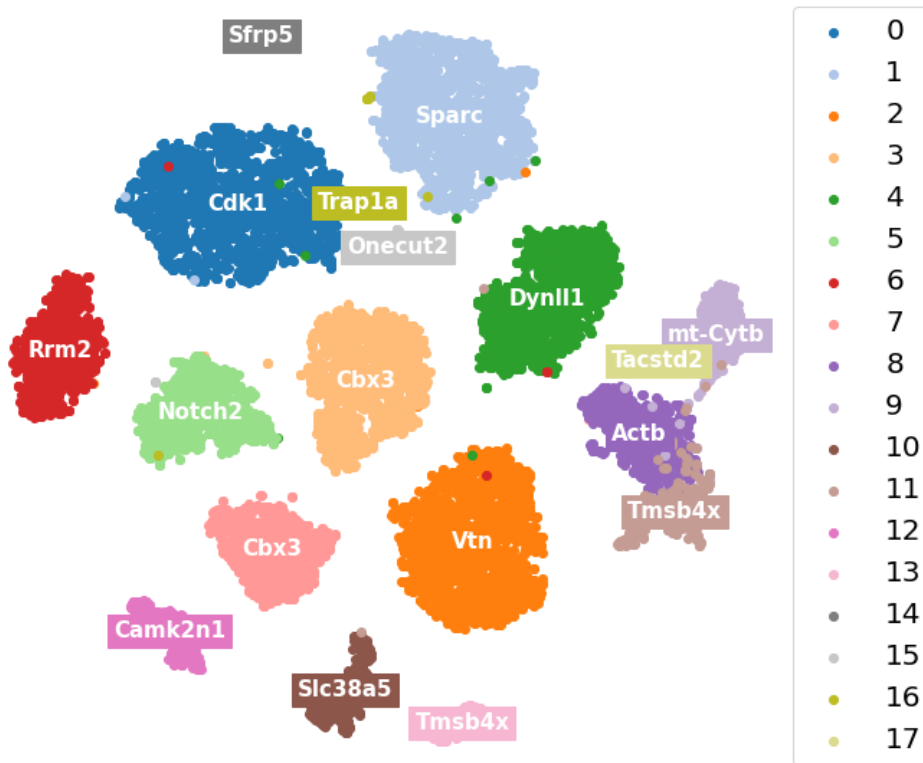 Sfrp5
Sparc
Cdk1
Trap1a
Onecut2
Dynll1
mt-Cytb
Rrm2
Tacstd2
Cbx3
Notch2
Actb
Tmsb4x
Vtn
Cbx3
Camk2n1
Slc38a5
Tmsb4x
0
1
2
3
4
5
6
7
8
9
10
11
12
13
14
15
16
17